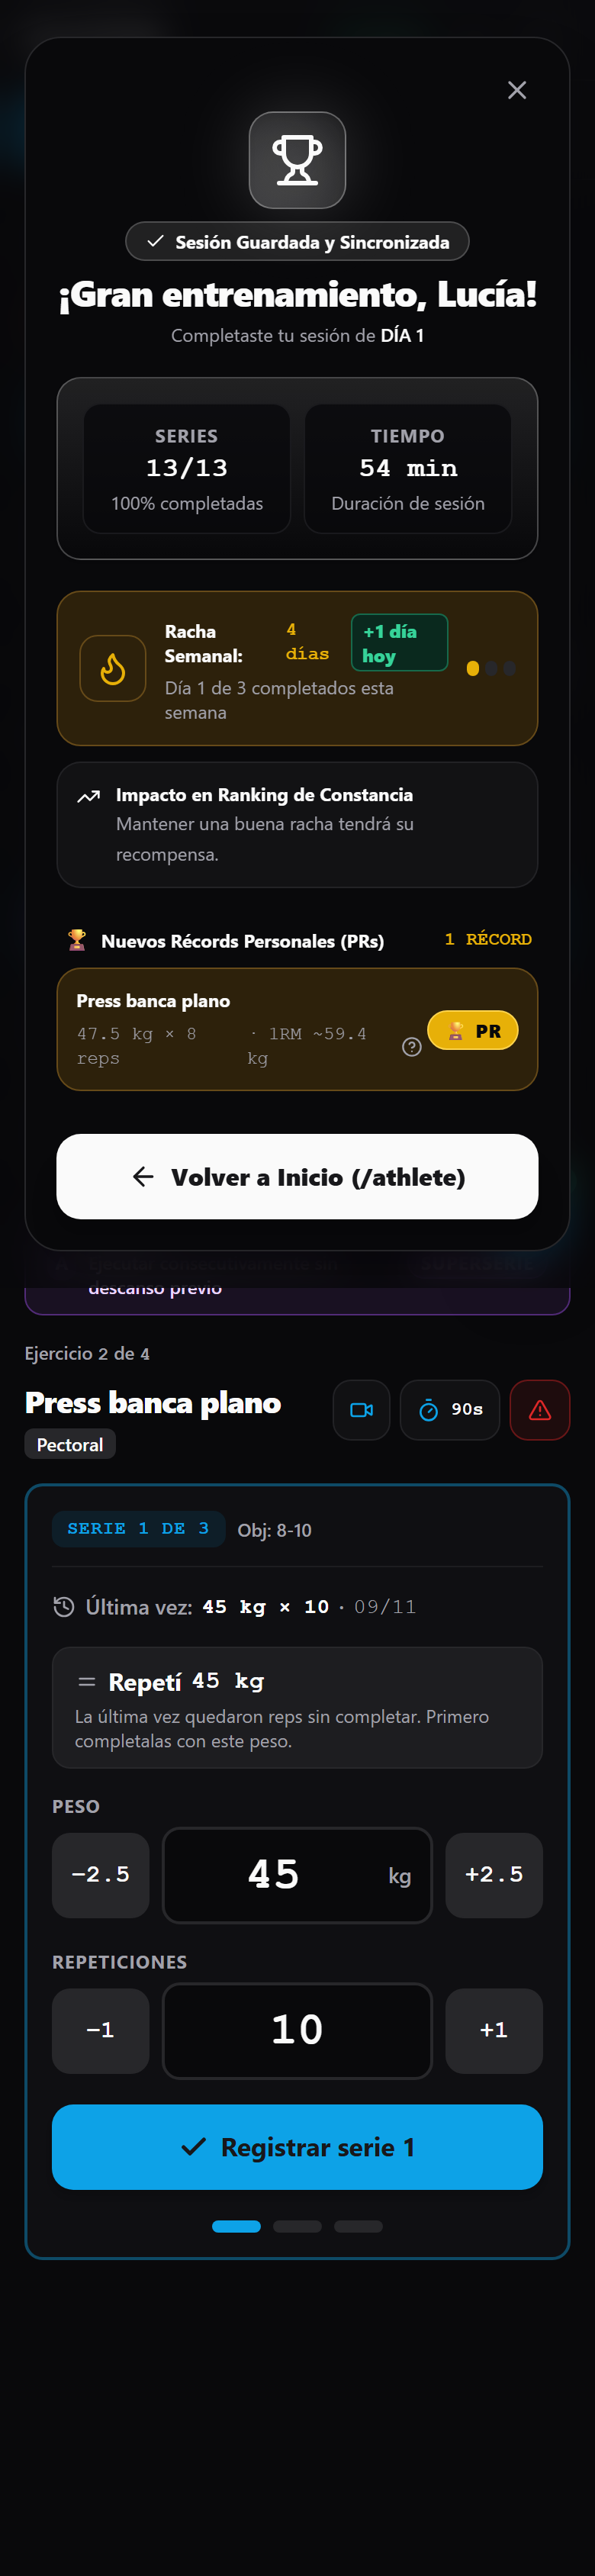 Sesión Guardada y Sincronizada
¡Gran entrenamiento, Lucía!
Completaste tu sesión de DÍA 1
SERIES
13/13
100% completadas
TIEMPO
54 min
Duración de sesión
Racha Semanal:
4 días
+1 día hoy
Día 1 de 3 completados esta
semana
Impacto en Ranking de Constancia
Mantener una buena racha tendrá su
recompensa.
Nuevos Récords Personales (PRs)
1 RÉCORD
Press banca plano
47.5 kg × 8 reps
· 1RM ~59.4 kg
PR
Volver a Inicio (/athlete)
descanso previo
Ejercicio 2 de 4
Press banca plano
90s
Pectoral
SERIE 1 DE 3
Obj: 8-10
Última vez: 45 kg × 10 · 09/11
Repetí 45 kg
La última vez quedaron reps sin completar. Primero
completalas con este peso.
PESO
−2.5
45 kg
+2.5
REPETICIONES
−1
10
+1
Registrar serie 1